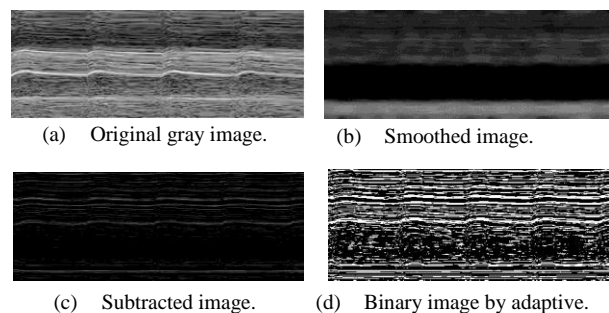 (a) Original gray image.
(b) Smoothed image.
(c) Subtracted image.
(d) Binary image by adaptive.